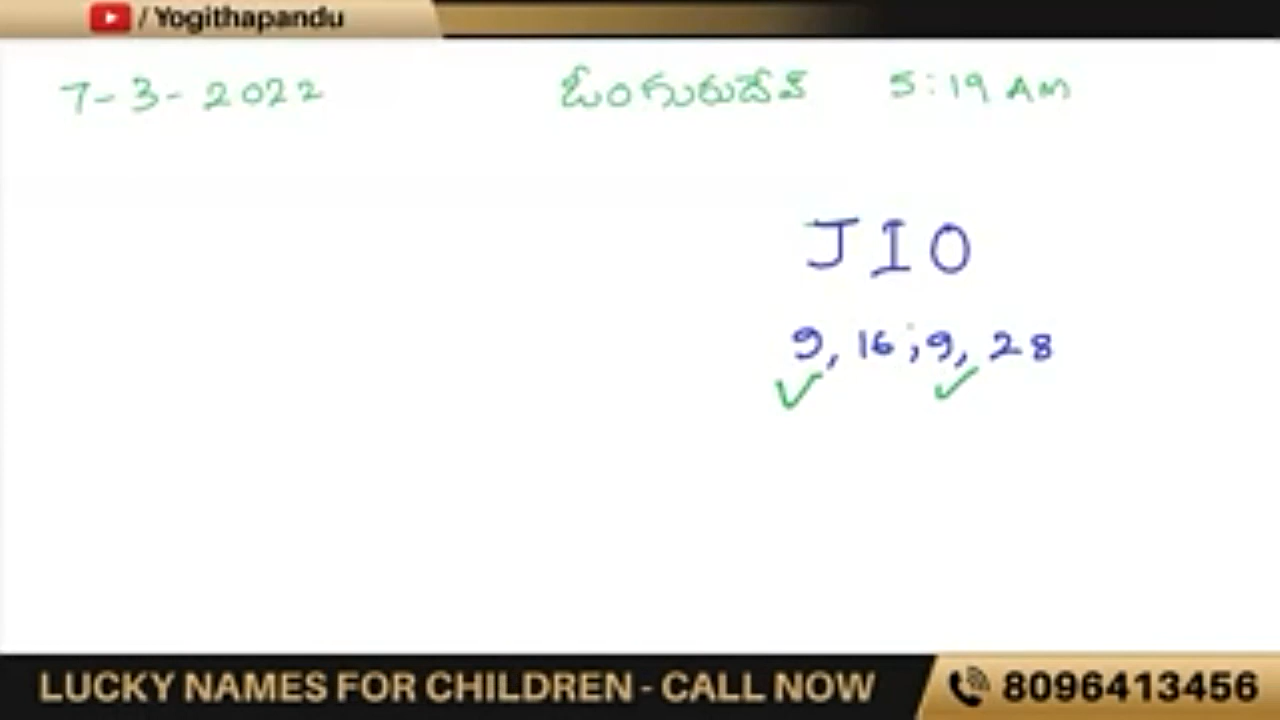 / Yogithapandu
7-3-2022 ఓంగురుదేవ్ 5:19 AM
JIO
9, 16; 9, 28
LUCKY NAMES FOR CHILDREN - CALL NOW 8096413456